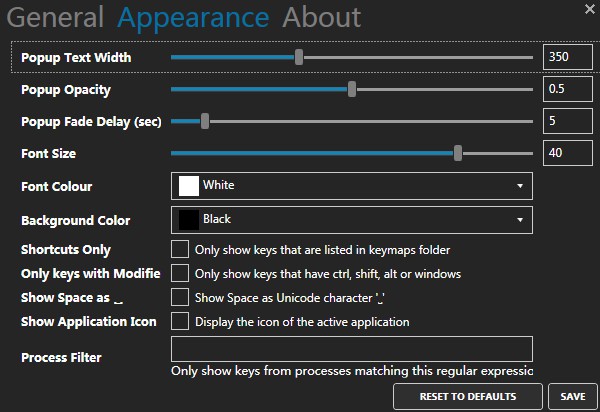 General Appearance About
Popup Text Width 350
Popup Opacity 0.5
Popup Fade Delay (sec) 5
Font Size 40
Font Colour White
Background Color Black
Shortcuts Only Only show keys that are listed in keymaps folder
Only keys with Modifie Only show keys that have ctrl, shift, alt or windows
Show Space as ⎵ Show Space as Unicode character '⎵'
Show Application Icon Display the icon of the active application
Process Filter
Only show keys from processes matching this regular expressic
RESET TO DEFAULTS SAVE